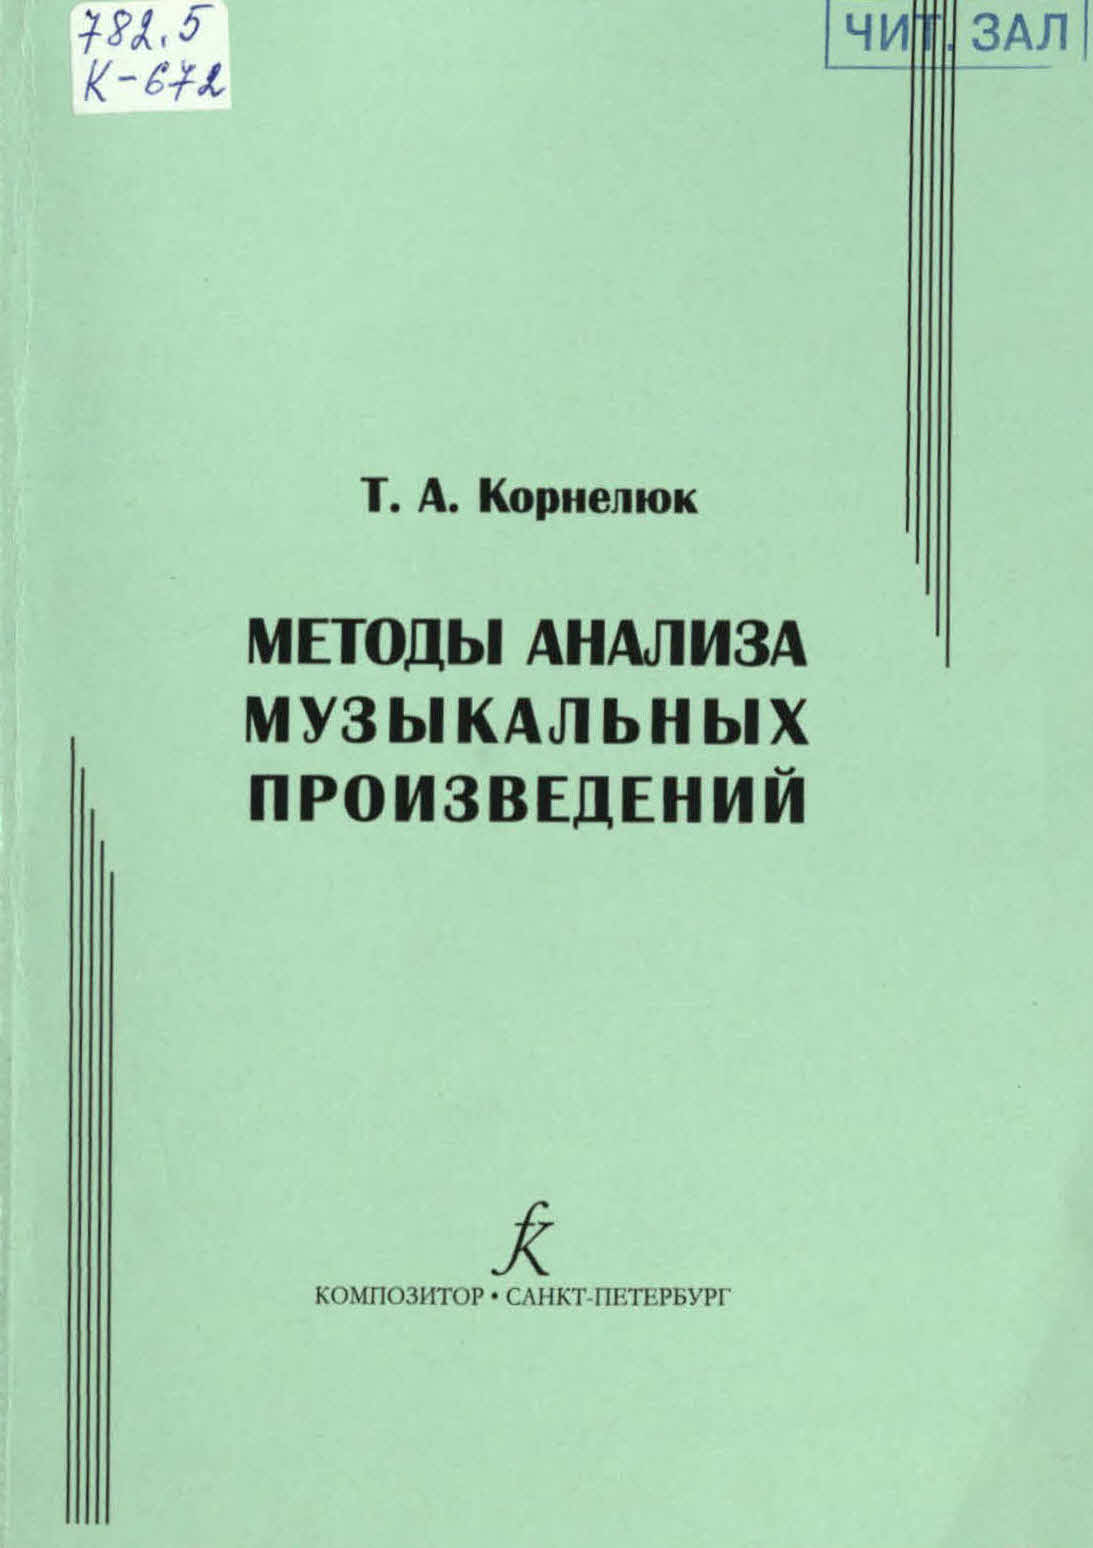 782.5
К-672
ЧИТ. ЗАЛ
Т. А. Корнелюк
МЕТОДЫ АНАЛИЗА
МУЗЫКАЛЬНЫХ
ПРОИЗВЕДЕНИЙ
КОМПОЗИТОР • САНКТ-ПЕТЕРБУРГ